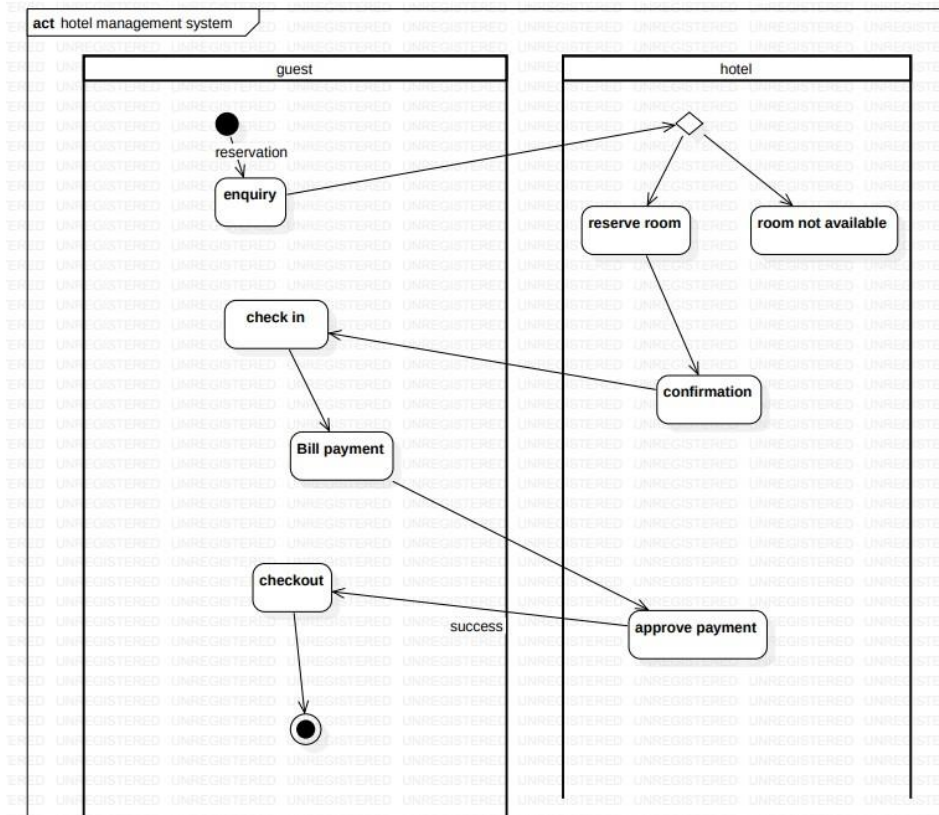 act hotel management system
guest
hotel
reservation
enquiry
reserve room
room not available
check in
confirmation
Bill payment
checkout
success
approve payment
UNREGISTERED